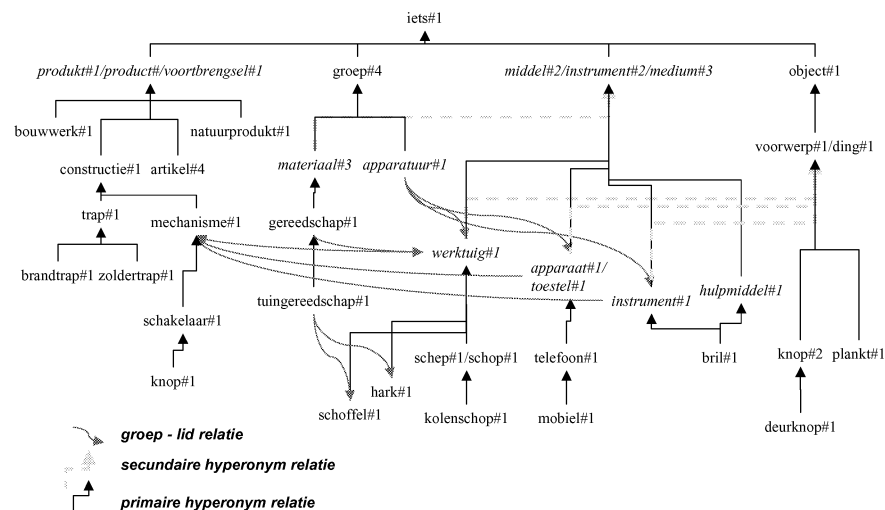 iets#1
produkt#1/product#/voortbrengsel#1
groep#4
middel#2/instrument#2/medium#3
object#1
bouwwerk#1
natuurprodukt#1
voorwerp#1/ding#1
constructie#1
artikel#4
materiaal#3
apparatuur#1
trap#1
mechanisme#1
gereedschap#1
werktuig#1
brandtrap#1
zoldertrap#1
apparaat#1/
toestel#1
tuingereedschap#1
instrument#1
hulpmiddel#1
schakelaar#1
schep#1/schop#1
telefoon#1
bril#1
knop#2
plankt#1
knop#1
hark#1
schoffel#1
kolenschop#1
mobiel#1
deurknop#1
groep - lid relatie
secundaire hyperonym relatie
primaire hyperonym relatie